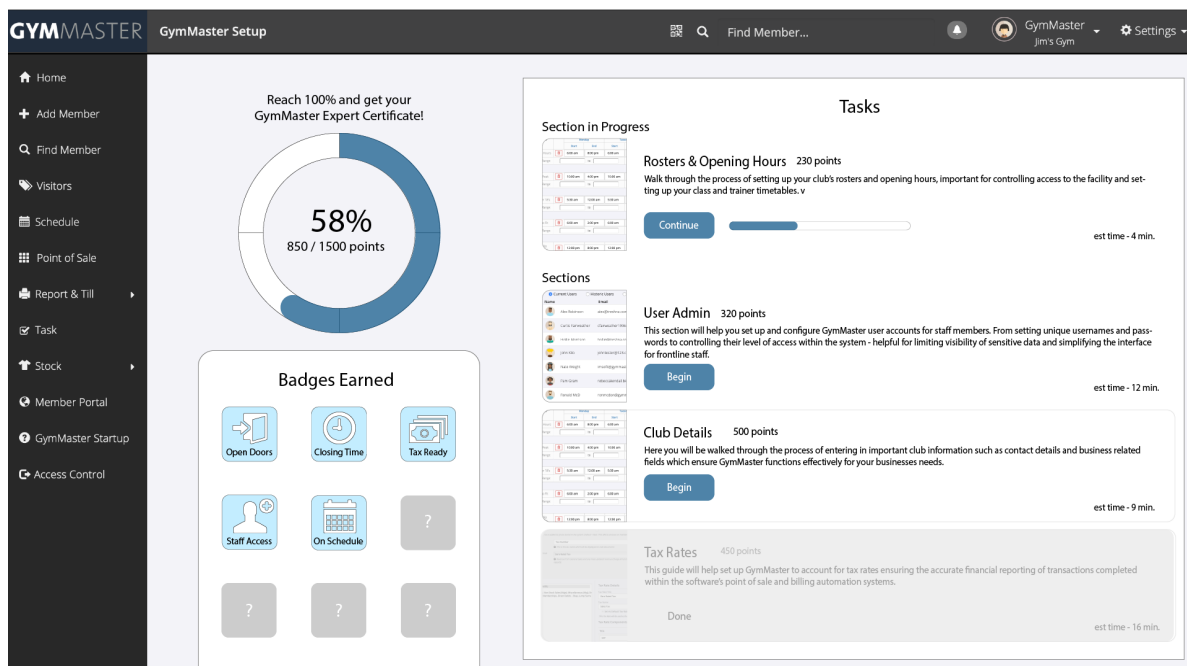 GYMMASTER
GymMaster Setup
Find Member...
GymMaster
Jim's Gym
Settings
Home
Add Member
Find Member
Visitors
Schedule
Point of Sale
Report & Till
Task
Stock
Member Portal
GymMaster Startup
Access Control
Reach 100% and get your
GymMaster Expert Certificate!
58%
850 / 1500 points
Badges Earned
Open Doors
Closing Time
Tax Ready
Staff Access
On Schedule
?
?
?
?
Tasks
Section in Progress
Rosters & Opening Hours 230 points
Walk through the process of setting up your club's rosters and opening hours, important for controlling access to the facility and set-
ting up your class and trainer timetables. v
Continue
est time - 4 min.
Sections
User Admin 320 points
This section will help you set up and configure GymMaster user accounts for staff members. From setting unique usernames and pass-
words to controlling their level of access within the system - helpful for limiting visibility of sensitive data and simplifying the interface
for frontline staff.
Begin
est time - 12 min.
Club Details 500 points
Here you will be walked through the process of entering in important club information such as contact details and business related
fields which ensure GymMaster functions effectively for your businesses needs.
Begin
est time - 9 min.
Tax Rates 450 points
This guide will help set up GymMaster to account for tax rates ensuring the accurate financial reporting of transactions completed
within the software's point of sale and billing automation systems.
Done
est time - 16 min.